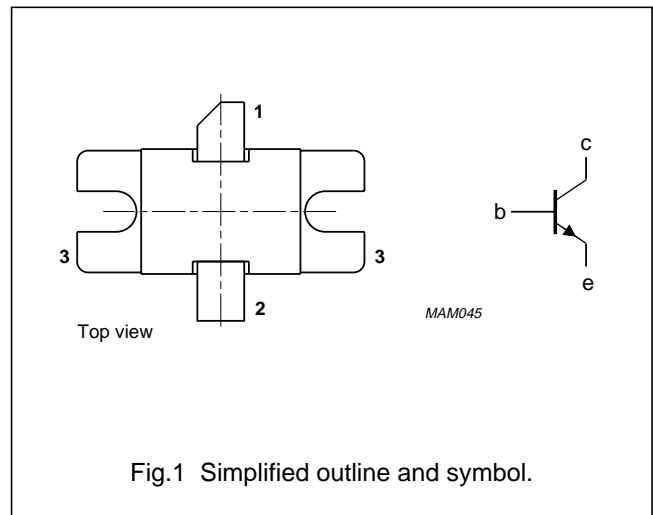 1
c
b
3
3
e
2
MAM045
Top view
Fig.1 Simplified outline and symbol.